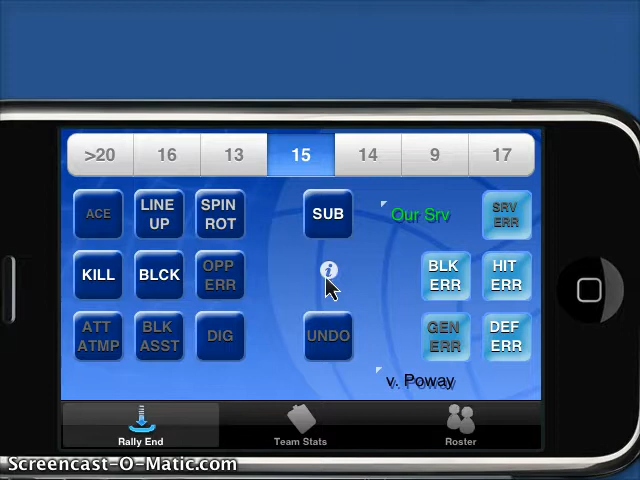 >20 16 13 15 14 9 17
ACE
LINE
UP
SPIN
ROT
SUB
Our Srv
SRV
ERR
KILL
BLCK
OPP
ERR
i
BLK
ERR
HIT
ERR
ATT
ATMP
BLK
ASST
DIG
UNDO
GEN
ERR
DEF
ERR
v. Poway
Rally End
Team Stats
Roster
Screencast-O-Matic.com